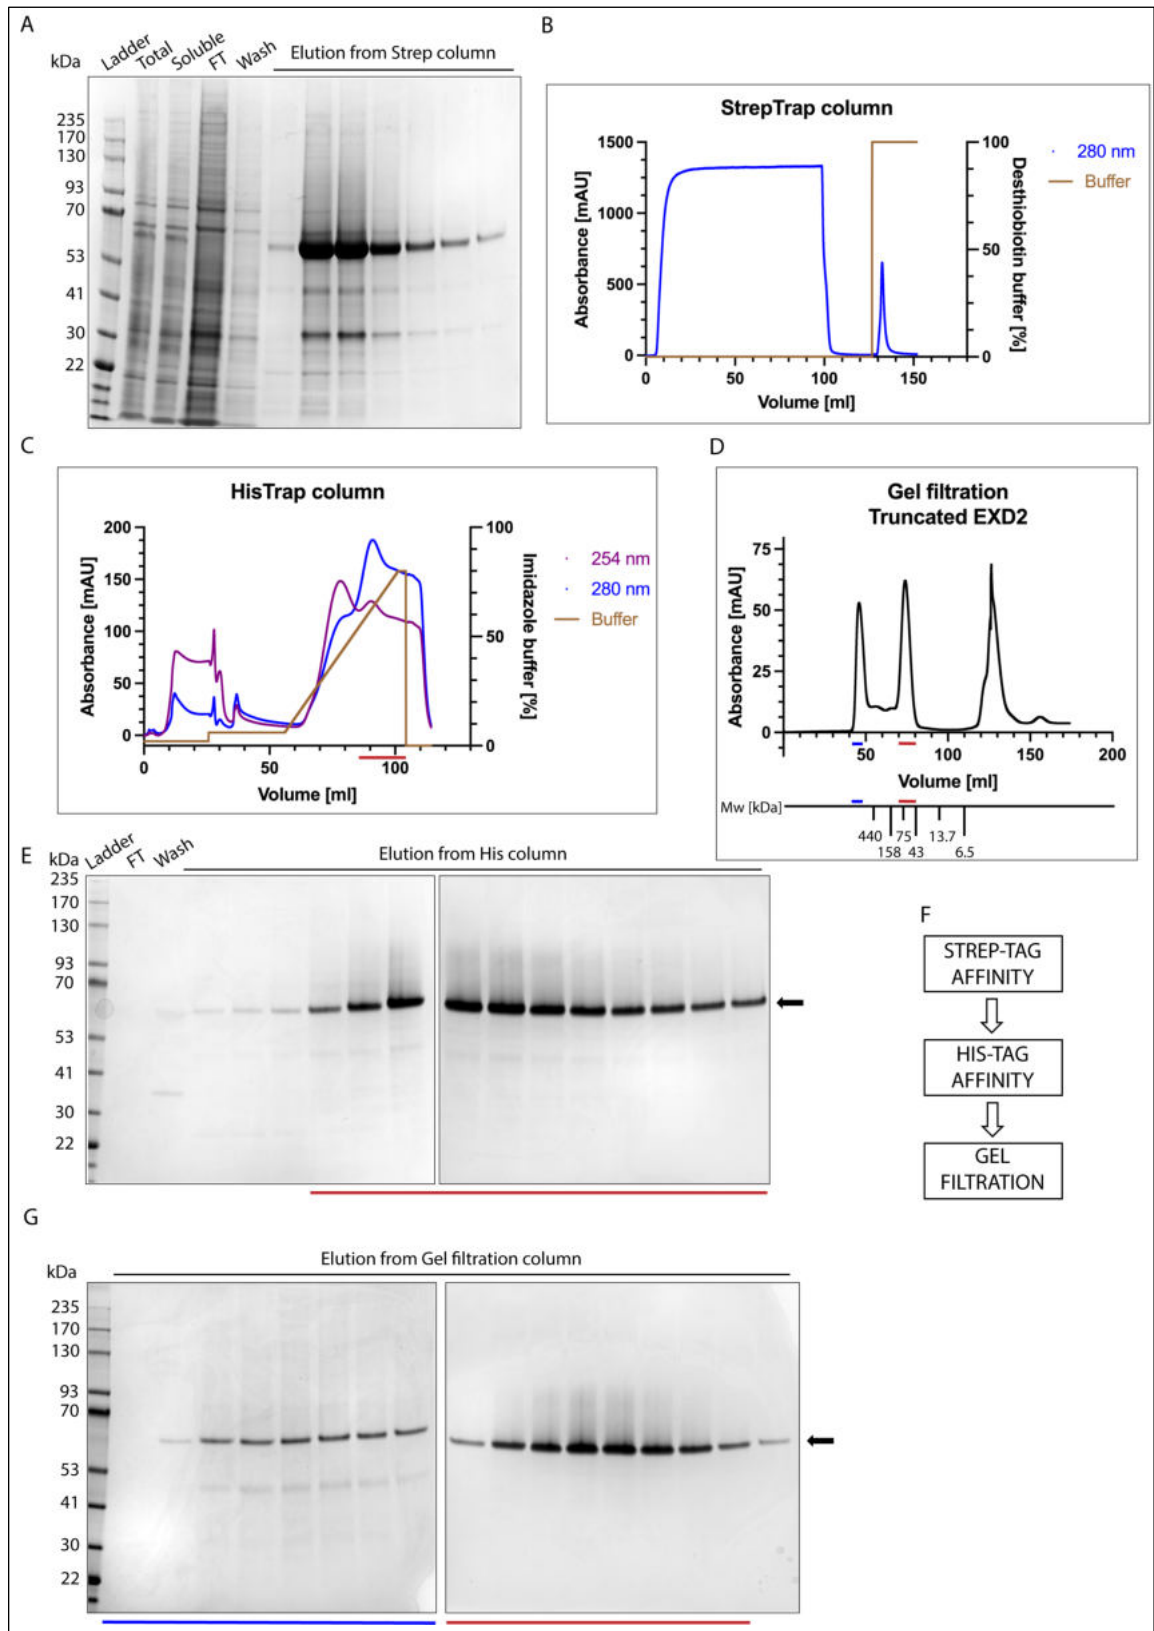 A
kDa
Ladder
Total
Soluble
FT
Wash
Elution from Strep column
235
170
130
93
70
53
41
30
22
B
StrepTrap column
1500
1000
500
0
Absorbance [mAU]
0 50 100 150
Volume [ml]
100
50
0
Desthiobiotin buffer [%]
280 nm
Buffer
C
HisTrap column
200
150
100
50
0
Absorbance [mAU]
0 50 100
Volume [ml]
100
50
0
Imidazole buffer [%]
254 nm
280 nm
Buffer
D
Gel filtration
Truncated EXD2
75
50
25
0
Absorbance [mAU]
50 100 150 200
Volume [ml]
Mw [kDa]
440 75 13.7
158 43 6.5
E
kDa
Ladder
FT
Wash
Elution from His column
235
170
130
93
70
53
41
30
22
F
STREP-TAG
AFFINITY
HIS-TAG
AFFINITY
GEL
FILTRATION
G
Elution from Gel filtration column
kDa
235
170
130
93
70
53
41
30
22